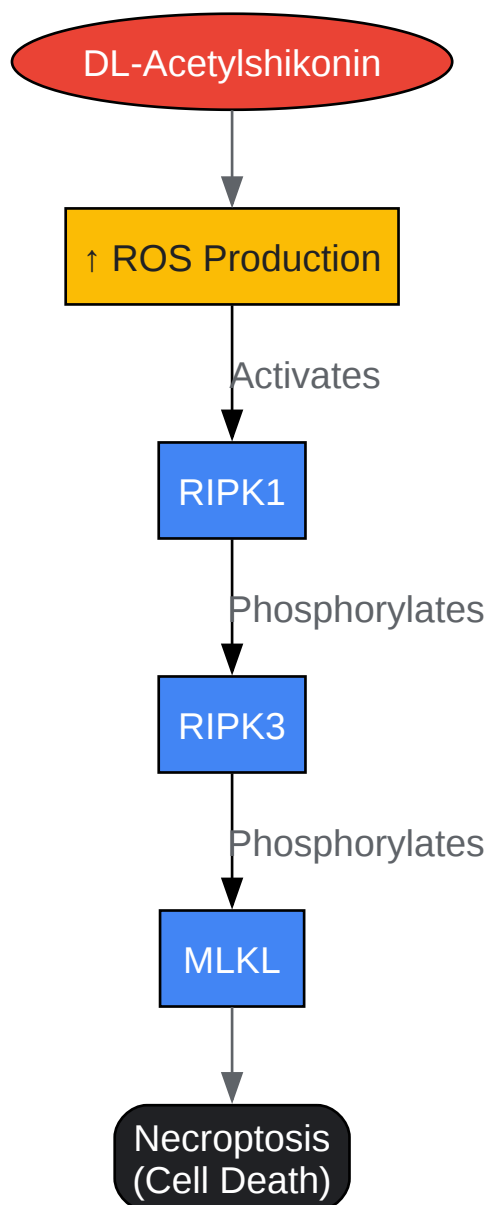 DL-Acetylshikonin
↑ ROS Production
Activates
RIPK1
Phosphorylates
RIPK3
Phosphorylates
MLKL
Necroptosis
(Cell Death)